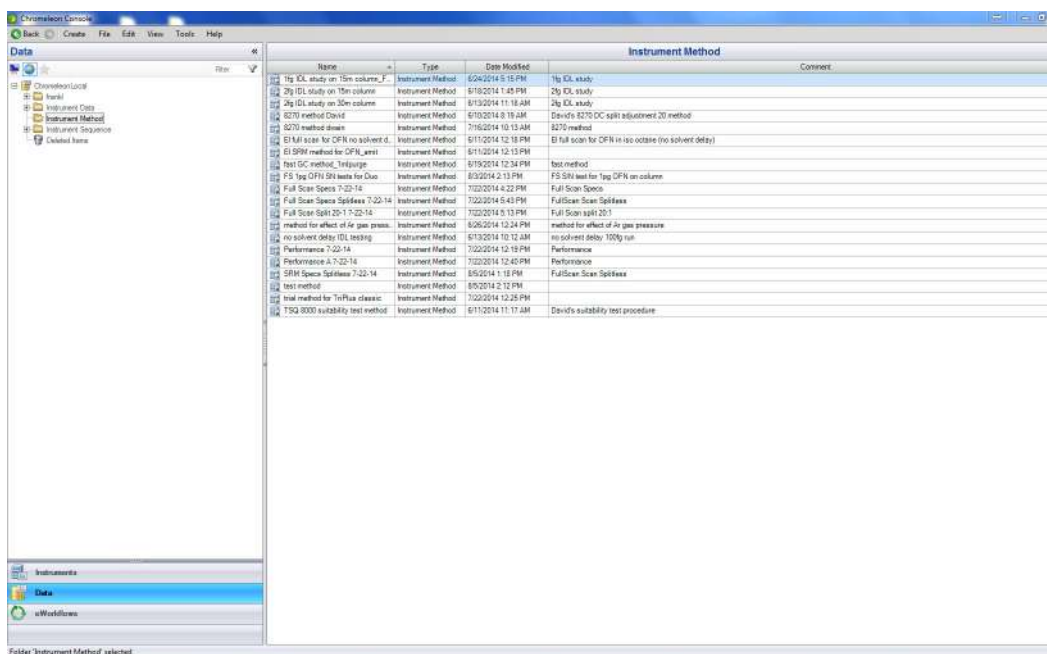 Chromeleon Console
Back Create File Edit View Tools Help
Data «
Filter
ChromeleonLocal
Instrument Data
Instrument Method
Instrument Sequence
Deleted Items
Instruments
Data
eWorkflows
Folder 'Instrument Method' selected
Instrument Method
Name Type Date Modified Comment
1fg IDL study on 15m column_F... Instrument Method 6/24/2014 5:15 PM 1fg IDL study
2fg IDL study on 15m column Instrument Method 6/18/2014 1:45 PM 2fg IDL study
2fg IDL study on 30m column Instrument Method 6/13/2014 11:18 AM 2fg IDL study
8270 method David Instrument Method 6/10/2014 8:19 AM David's 8270 DC-split adjustment 20 method
8270 method dwain Instrument Method 7/16/2014 10:13 AM 8270 method
EI full scan for OFN no solvent d... Instrument Method 6/11/2014 12:18 PM EI full scan for OFN in iso octane (no solvent delay)
EI SRM method for OFN_amit Instrument Method 6/11/2014 12:13 PM
fast GC method_1mlpurge Instrument Method 6/19/2014 12:34 PM fast method
FS 1pg OFN SN tests for Duo Instrument Method 8/3/2014 2:13 PM FS S/N test for 1pg OFN on column
Full Scan Specs 7-22-14 Instrument Method 7/22/2014 4:22 PM Full Scan Specs
Full Scan Specs Splitless 7-22-14 Instrument Method 7/22/2014 5:43 PM FullScan Scan Splitless
Full Scan Split 20-1 7-22-14 Instrument Method 7/22/2014 5:13 PM Full Scan split 20:1
method for effect of Ar gas press... Instrument Method 6/26/2014 12:24 PM method for effect of Ar gas pressure
no solvent delay IDL testing Instrument Method 6/13/2014 10:12 AM no solvent delay 100fg run
Performance 7-22-14 Instrument Method 7/22/2014 12:19 PM Performance
Performance A 7-22-14 Instrument Method 7/22/2014 12:40 PM Performance
SRM Specs Splitless 7-22-14 Instrument Method 8/5/2014 1:18 PM FullScan Scan Splitless
test method Instrument Method 8/5/2014 2:12 PM
trial method for TriPlus classic Instrument Method 7/22/2014 12:25 PM
TSQ 8000 suitability test method Instrument Method 6/11/2014 11:17 AM David's suitability test procedure